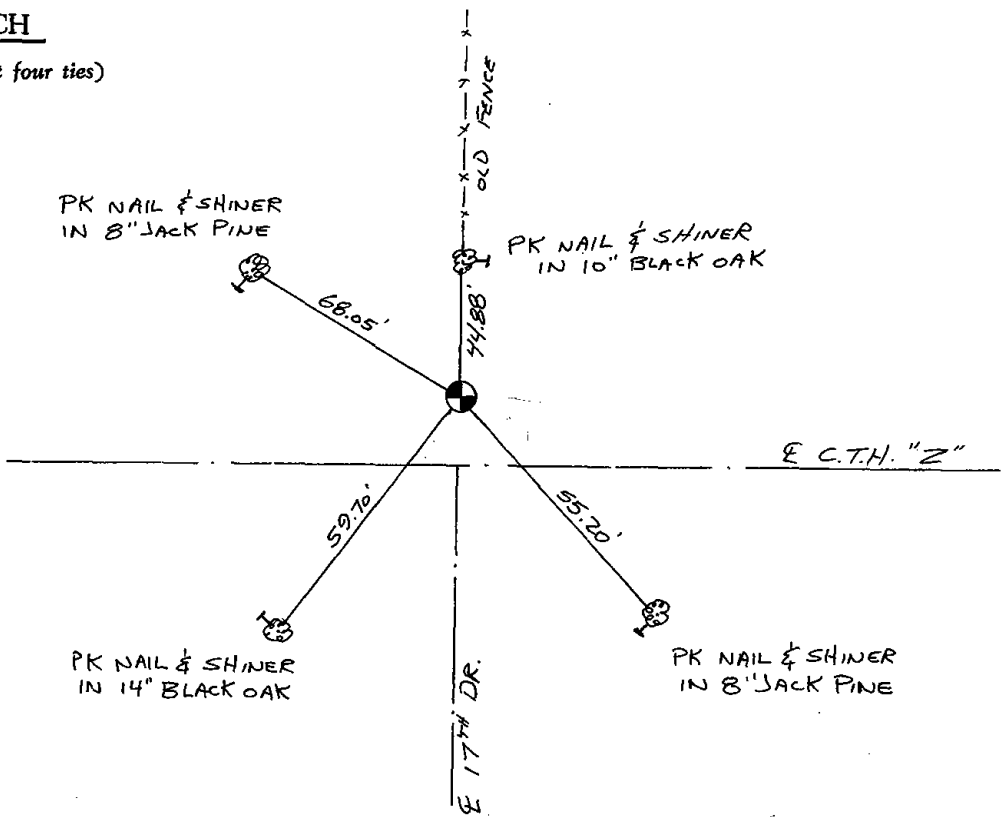 CH
four ties)
OLD FENCE
PK NAIL & SHINER
IN 8" JACK PINE
PK NAIL & SHINER
IN 10" BLACK OAK
68.05'
44.88'
℄ C.T.H. "Z"
59.70'
55.20'
PK NAIL & SHINER
IN 14" BLACK OAK
PK NAIL & SHINER
IN 8" JACK PINE
℄ 17TH DR.